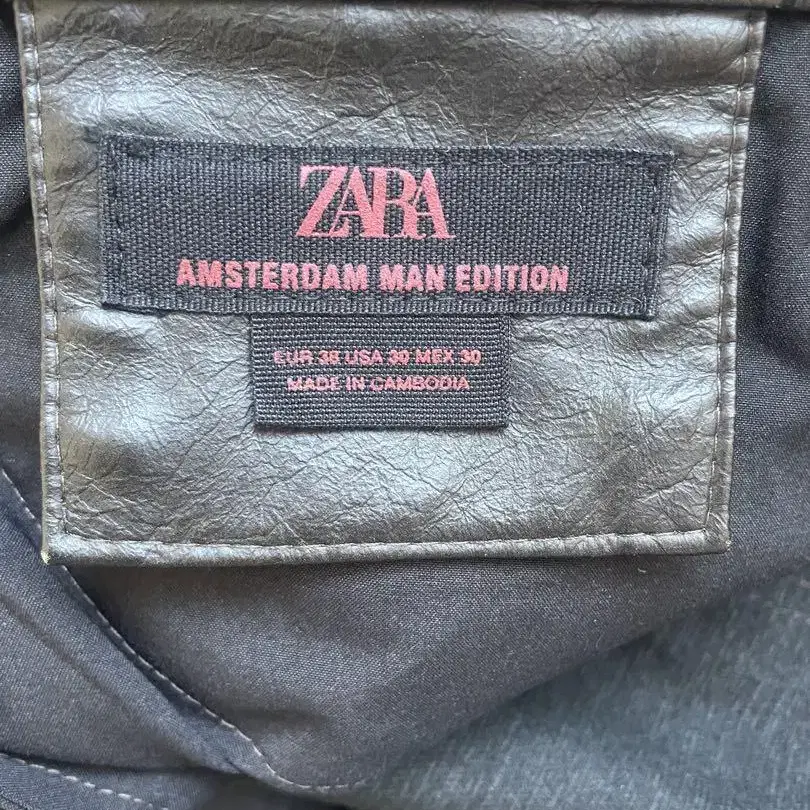 ZARA
AMSTERDAM MAN EDITION
EUR 38 USA 30 MEX 30
MADE IN CAMBODIA